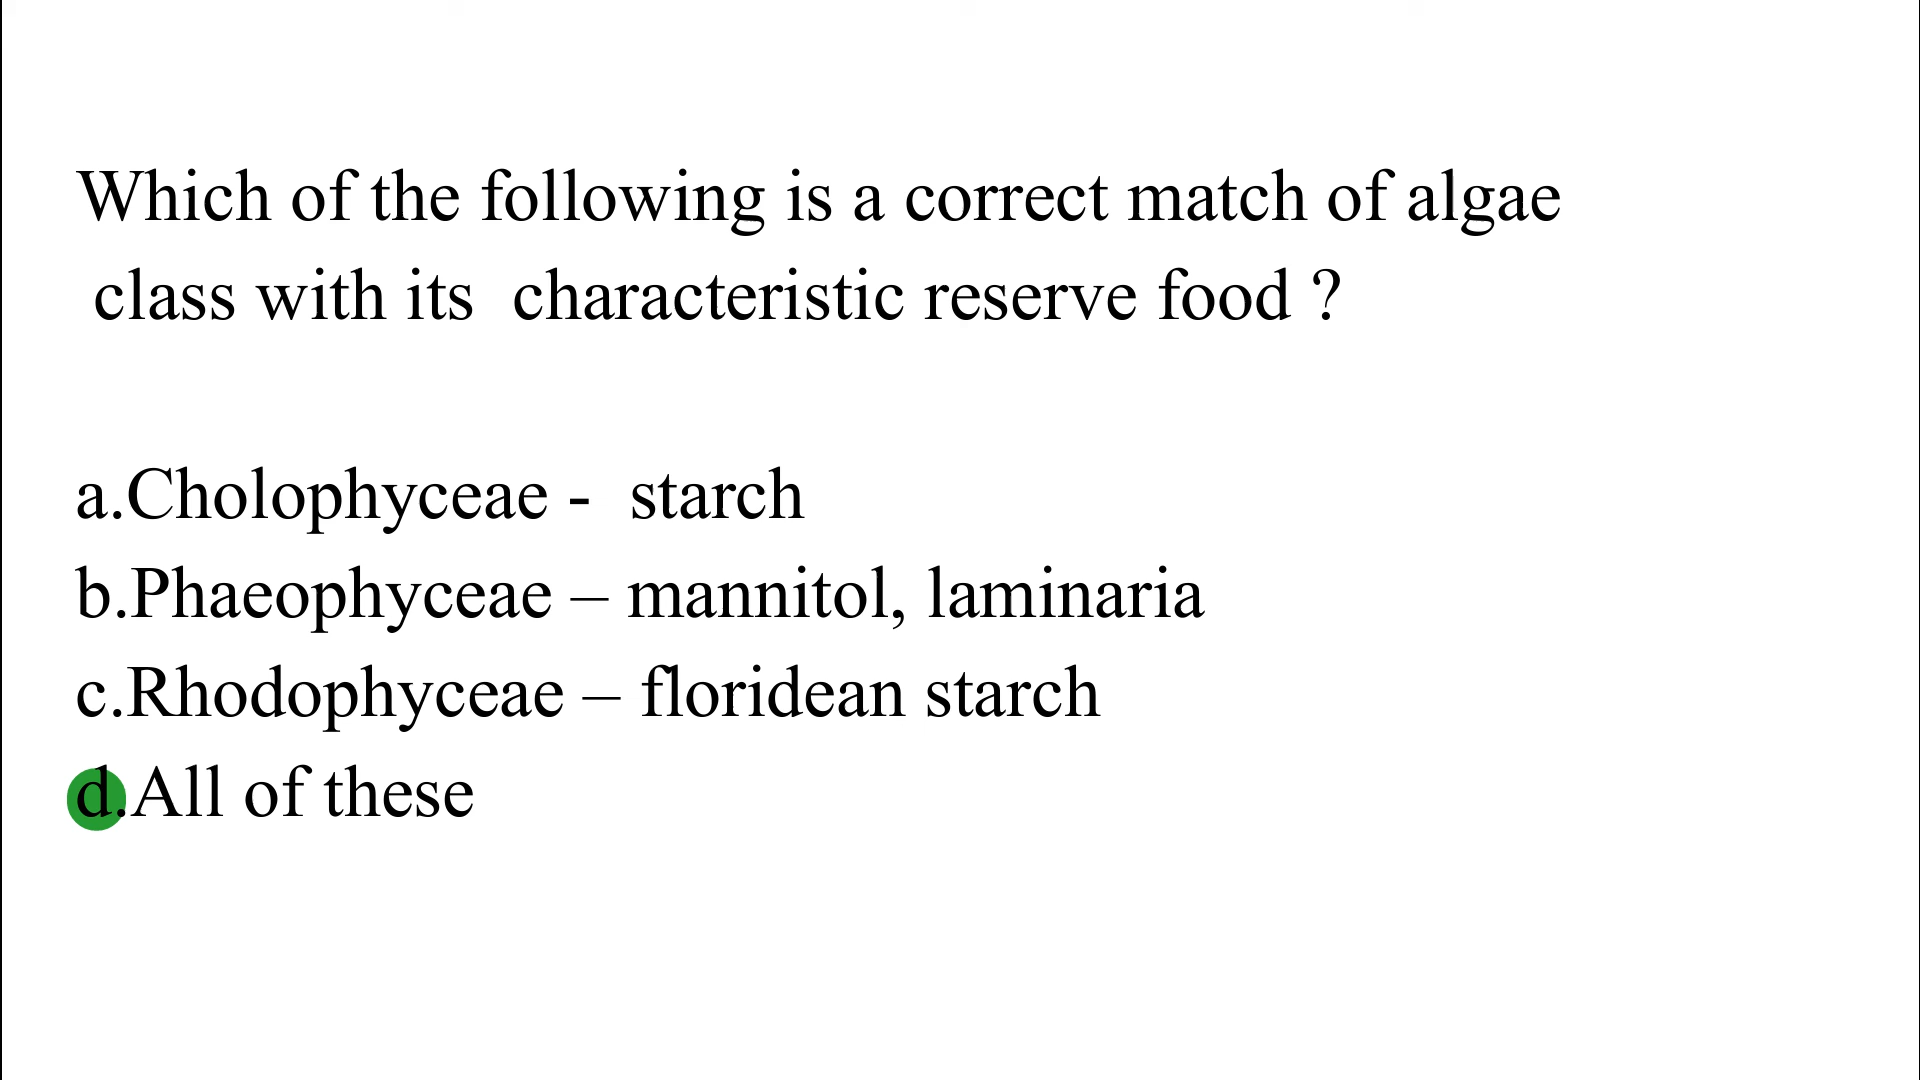 Which of the following is a correct match of algae
class with its characteristic reserve food ?
a.Cholophyceae - starch
b.Phaeophyceae – mannitol, laminaria
c.Rhodophyceae – floridean starch
d.All of these